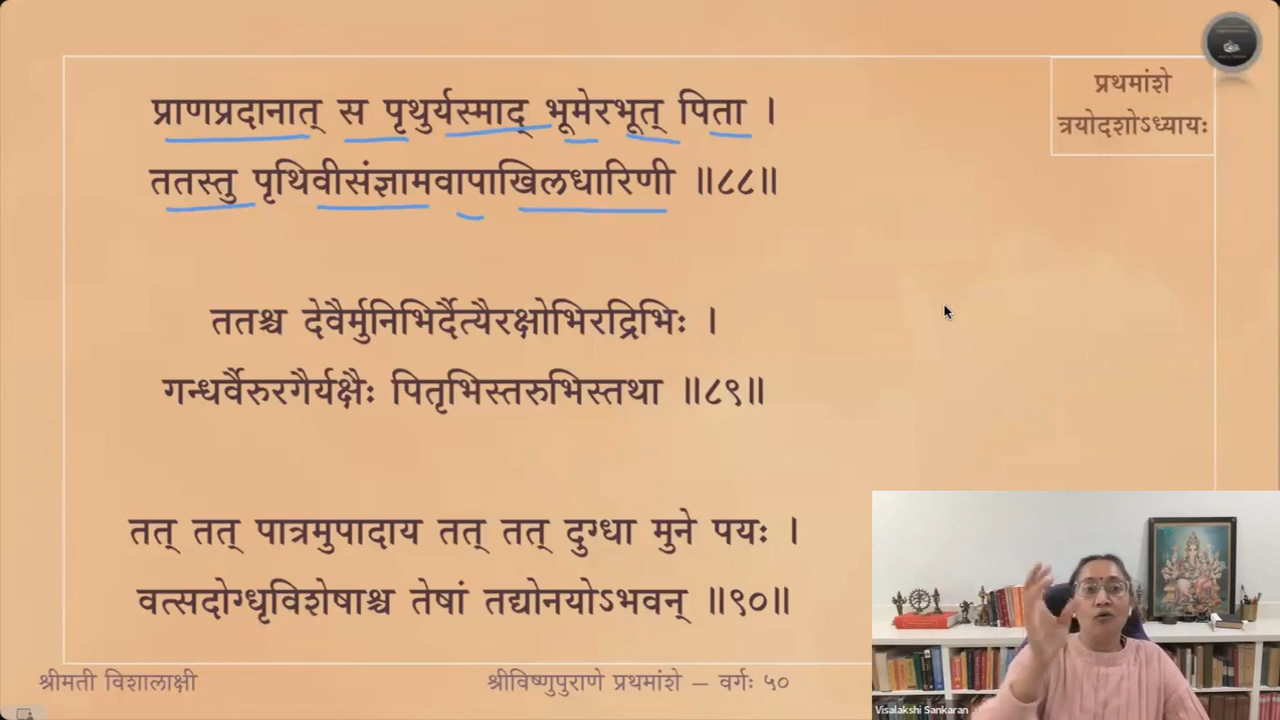 प्राणप्रदानात् स पृथुर्यस्माद् भूमेरभूत् पिता ।
ततस्तु पृथिवीसंज्ञामवापाखिलधारिणी ॥८८॥
ततश्च देवैर्मुनिभिर्दैत्यैरक्षोभिरद्रिभिः ।
गन्धर्वैरुरगैर्यक्षैः पितृभिस्तरुभिस्तथा ॥८९॥
तत् तत् पात्रमुपादाय तत् तत् दुग्धा मुने पयः ।
वत्सदोग्धृविशेषाश्च तेषां तद्योनयोऽभवन् ॥९०॥
प्रथमांशे
त्रयोदशोऽध्यायः
श्रीमती विशालाक्षी
श्रीविष्णुपुराणे प्रथमांशे – वर्गः ५०
Visalakshi Sankaran